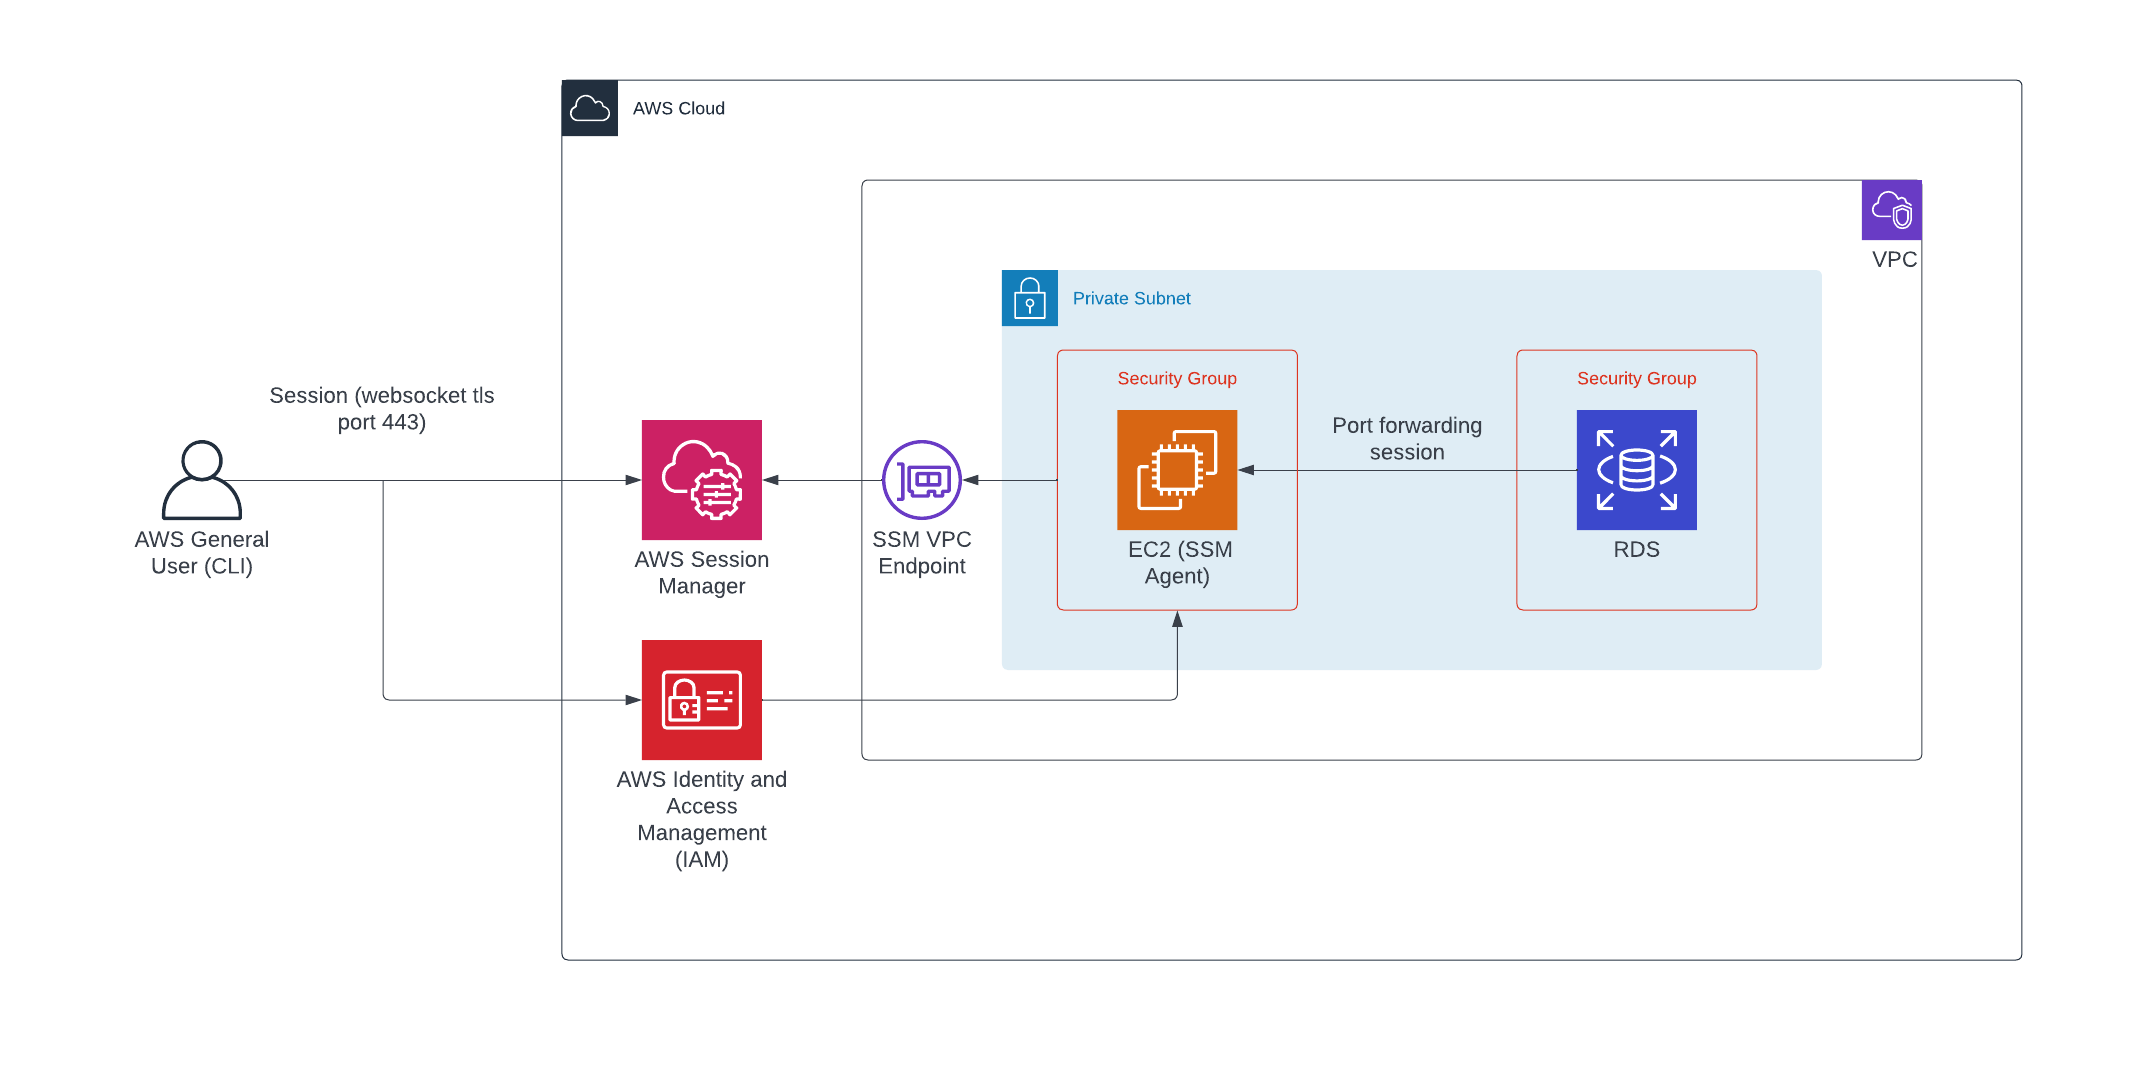 AWS Cloud
VPC
Private Subnet
Security Group
Security Group
Session (websocket tls
port 443)
Port forwarding
session
AWS General
User (CLI)
AWS Session
Manager
SSM VPC
Endpoint
EC2 (SSM
Agent)
RDS
AWS Identity and
Access
Management
(IAM)